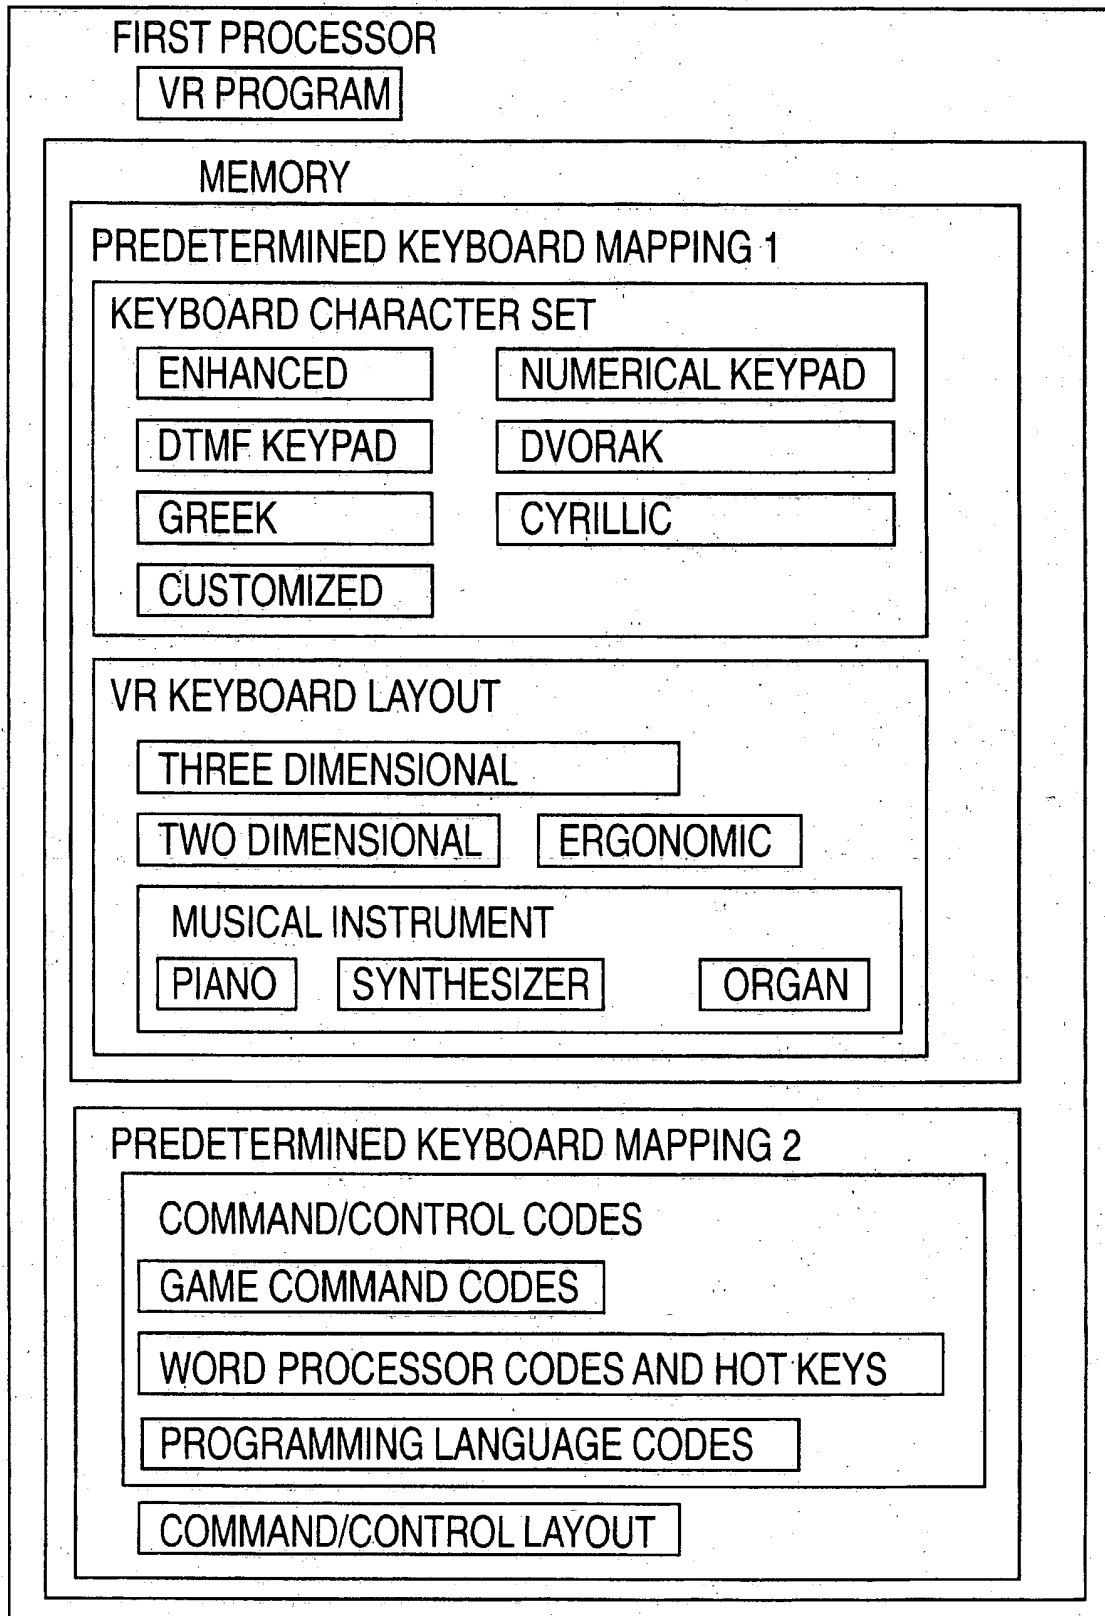 FIRST PROCESSOR
VR PROGRAM
MEMORY
PREDETERMINED KEYBOARD MAPPING 1
KEYBOARD CHARACTER SET
ENHANCED
NUMERICAL KEYPAD
DTMF KEYPAD
DVORAK
GREEK
CYRILLIC
CUSTOMIZED
VR KEYBOARD LAYOUT
THREE DIMENSIONAL
TWO DIMENSIONAL
ERGONOMIC
MUSICAL INSTRUMENT
PIANO
SYNTHESIZER
ORGAN
PREDETERMINED KEYBOARD MAPPING 2
COMMAND/CONTROL CODES
GAME COMMAND CODES
WORD PROCESSOR CODES AND HOT KEYS
PROGRAMMING LANGUAGE CODES
COMMAND/CONTROL LAYOUT